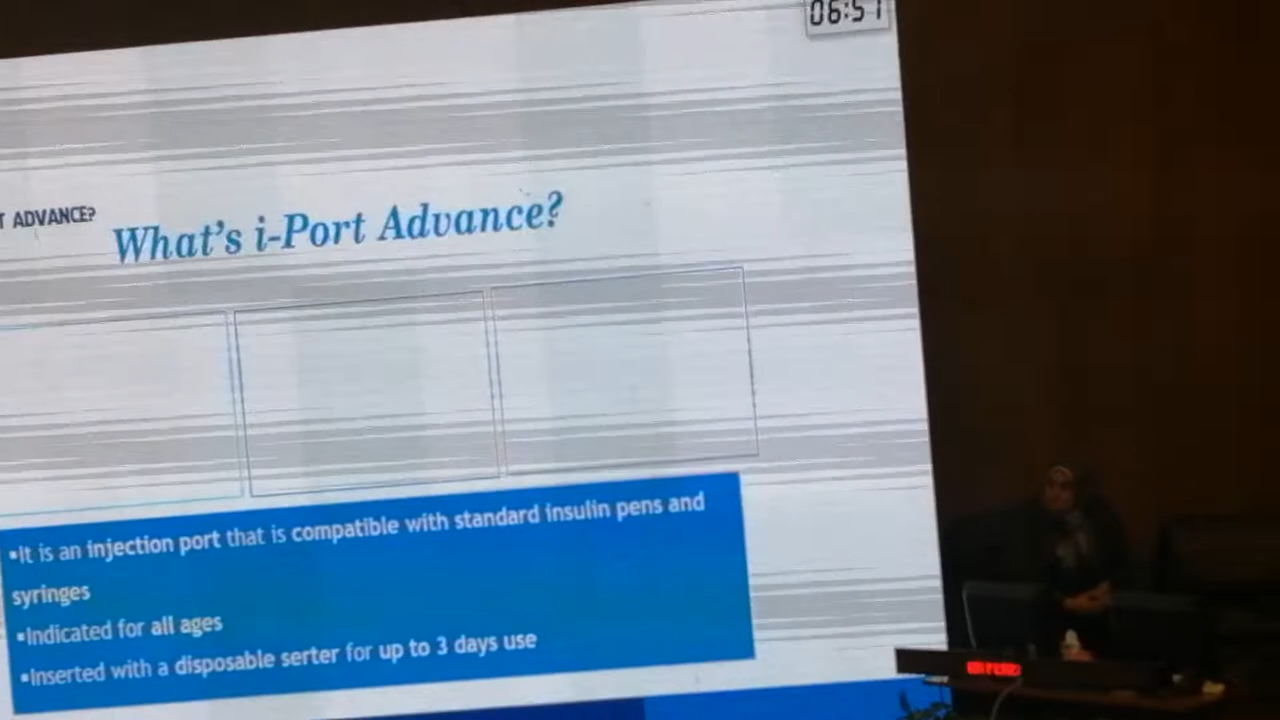 06:51
T ADVANCE?
What's i-Port Advance?
▪It is an injection port that is compatible with standard insulin pens and
syringes
▪Indicated for all ages
▪Inserted with a disposable serter for up to 3 days use